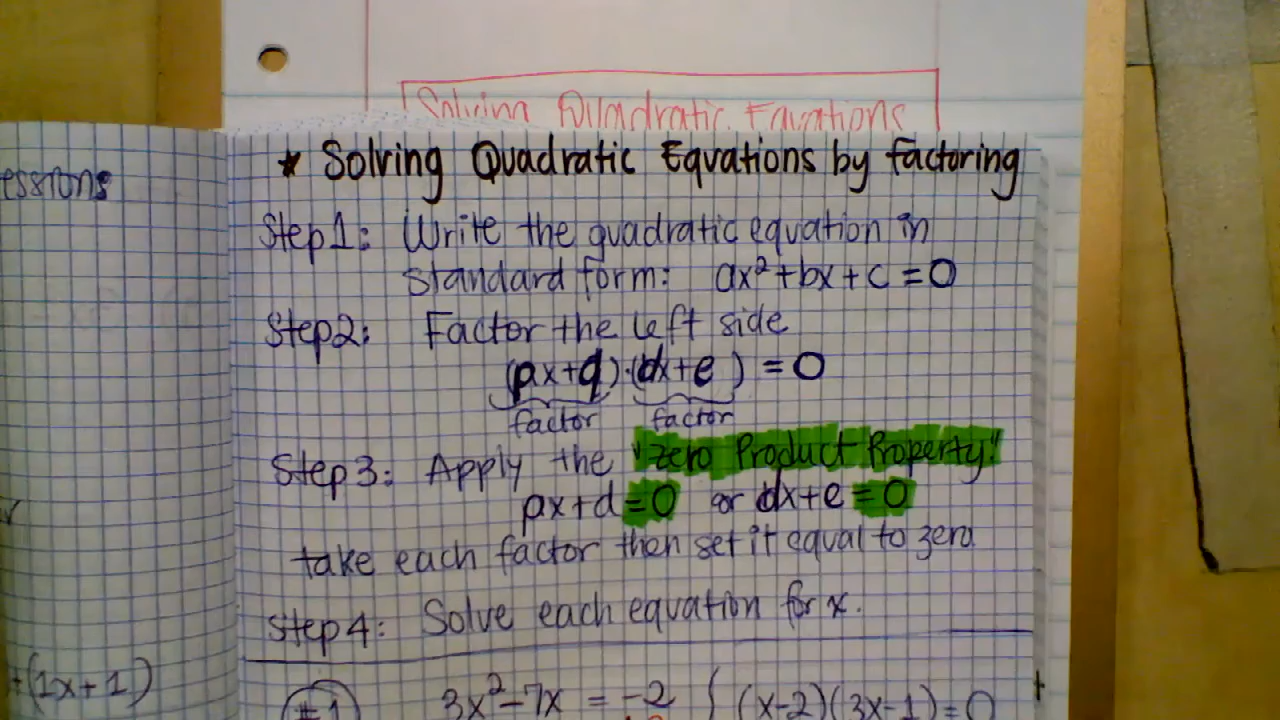 Solving Quadratic Equations
* Solving Quadratic Equations by factoring
essions
Step 1: Write the quadratic equation in
standard form: ax² + bx + c = 0
Step 2: Factor the left side
(px+q)·(dx+e) = 0
factor factor
Step 3: Apply the "Zero Product Property"
px+d=0 or dx+e=0
take each factor then set it equal to zero
Step 4: Solve each equation for x.
(1x+1)
#1 3x²-7x = -2 (x-2)(3x-1)=0